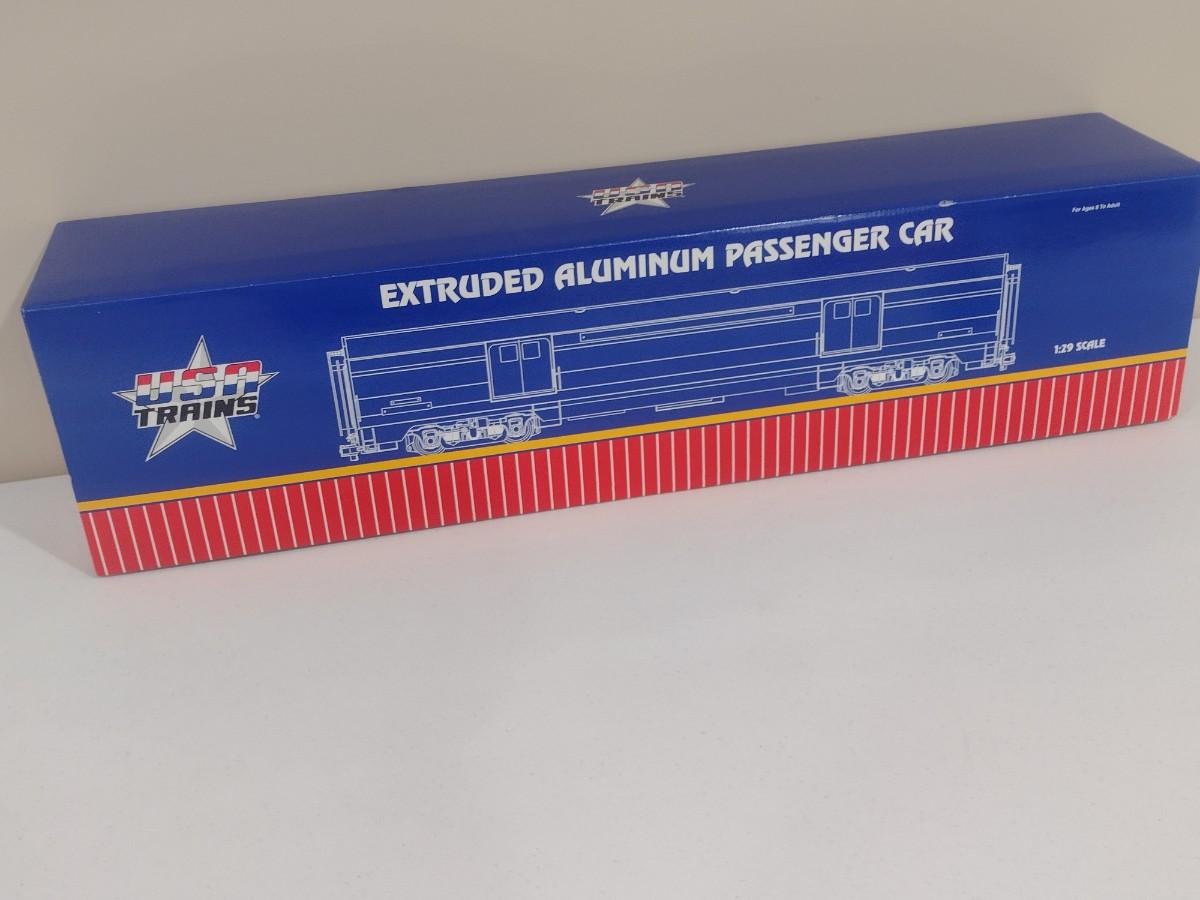 USA
TRAINS
For Ages 8 To Adult
EXTRUDED ALUMINUM PASSENGER CAR
USA
TRAINS®
1:29 SCALE